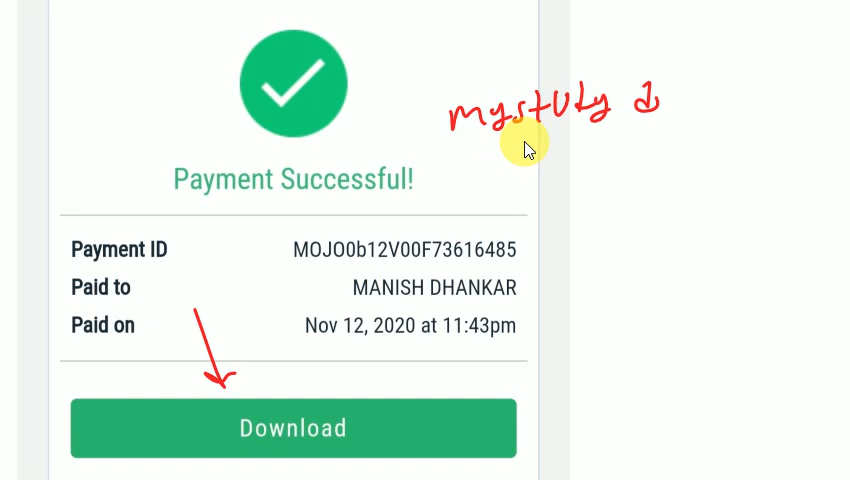 mystudy
Payment Successful!
Payment ID MOJO0b12V00F73616485
Paid to MANISH DHANKAR
Paid on Nov 12, 2020 at 11:43pm
Download